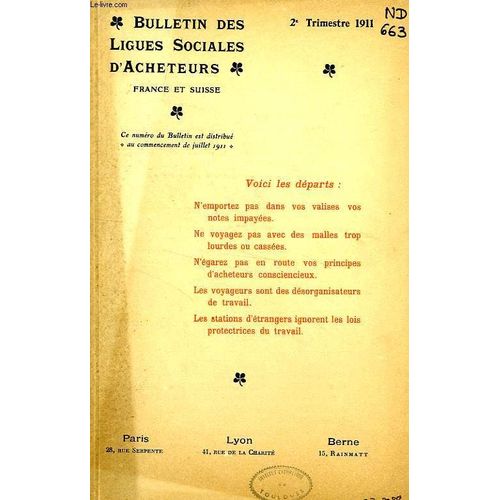 Le-livre.com
BULLETIN DES
LIGUES SOCIALES
D'ACHETEURS
FRANCE ET SUISSE
2e Trimestre 1911
ND
663
Ce numéro du Bulletin est distribué
au commencement de juillet 1911
Voici les départs :
N'emportez pas dans vos valises vos
notes impayées.
Ne voyagez pas avec des malles trop
lourdes ou cassées.
N'égarez pas en route vos principes
d'acheteurs consciencieux.
Les voyageurs sont des désorganisateurs
de travail.
Les stations d'étrangers ignorent les lois
protectrices du travail.
Paris
28, RUE SERPENTE
Lyon
41, RUE DE LA CHARITÉ
Berne
15, RAINMATT
TOULOUSE